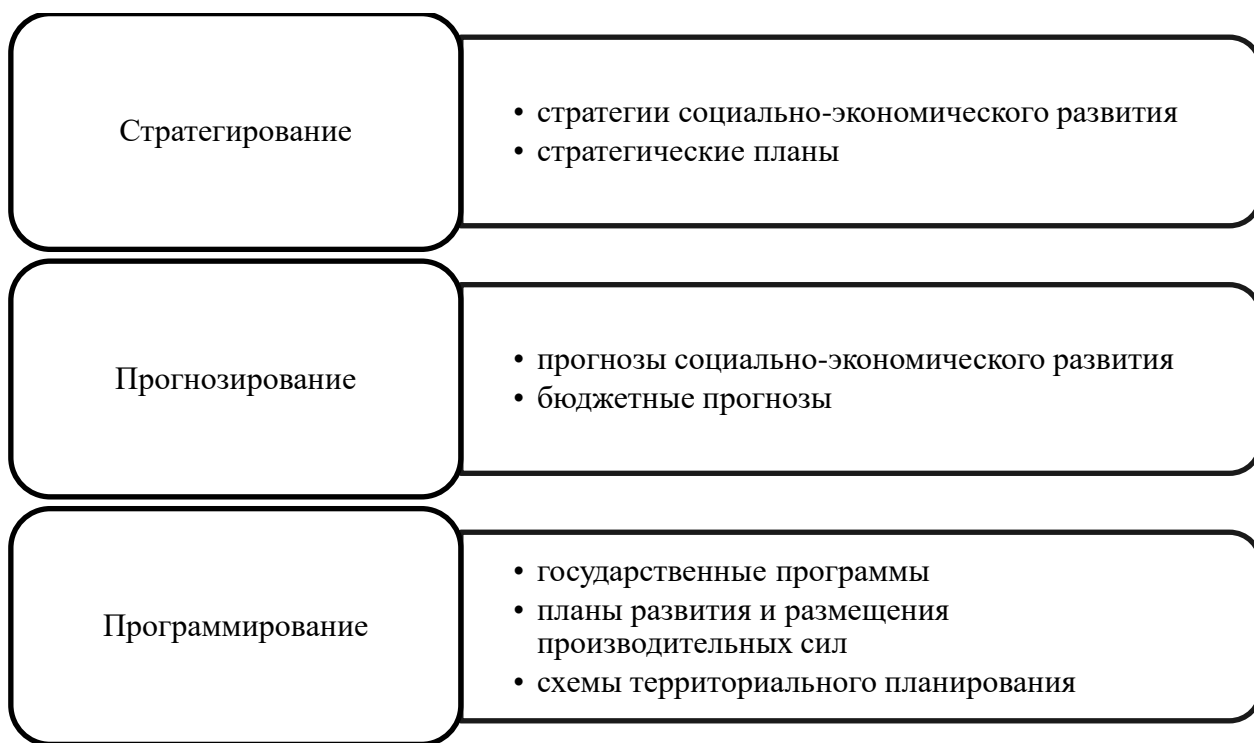 Стратегирование
• стратегии социально-экономического развития
• стратегические планы
Прогнозирование
• прогнозы социально-экономического развития
• бюджетные прогнозы
Программирование
• государственные программы
• планы развития и размещения
производительных сил
• схемы территориального планирования